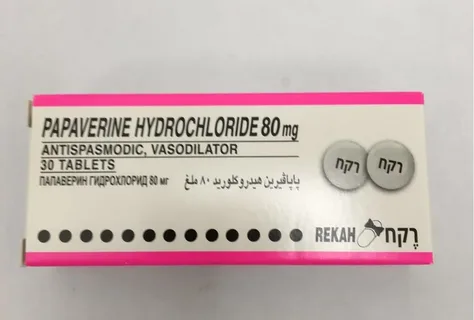 PAPAVERINE HYDROCHLORIDE 80 mg
ANTISPASMODIC, VASODILATOR
30 TABLETS
ПАПАВЕРИН ГИДРОХЛОРИД 80 мг
پاپاڤيرين هيدروكلوريد ٨٠ ملغ
רקח
רקח
REKAH
רקח